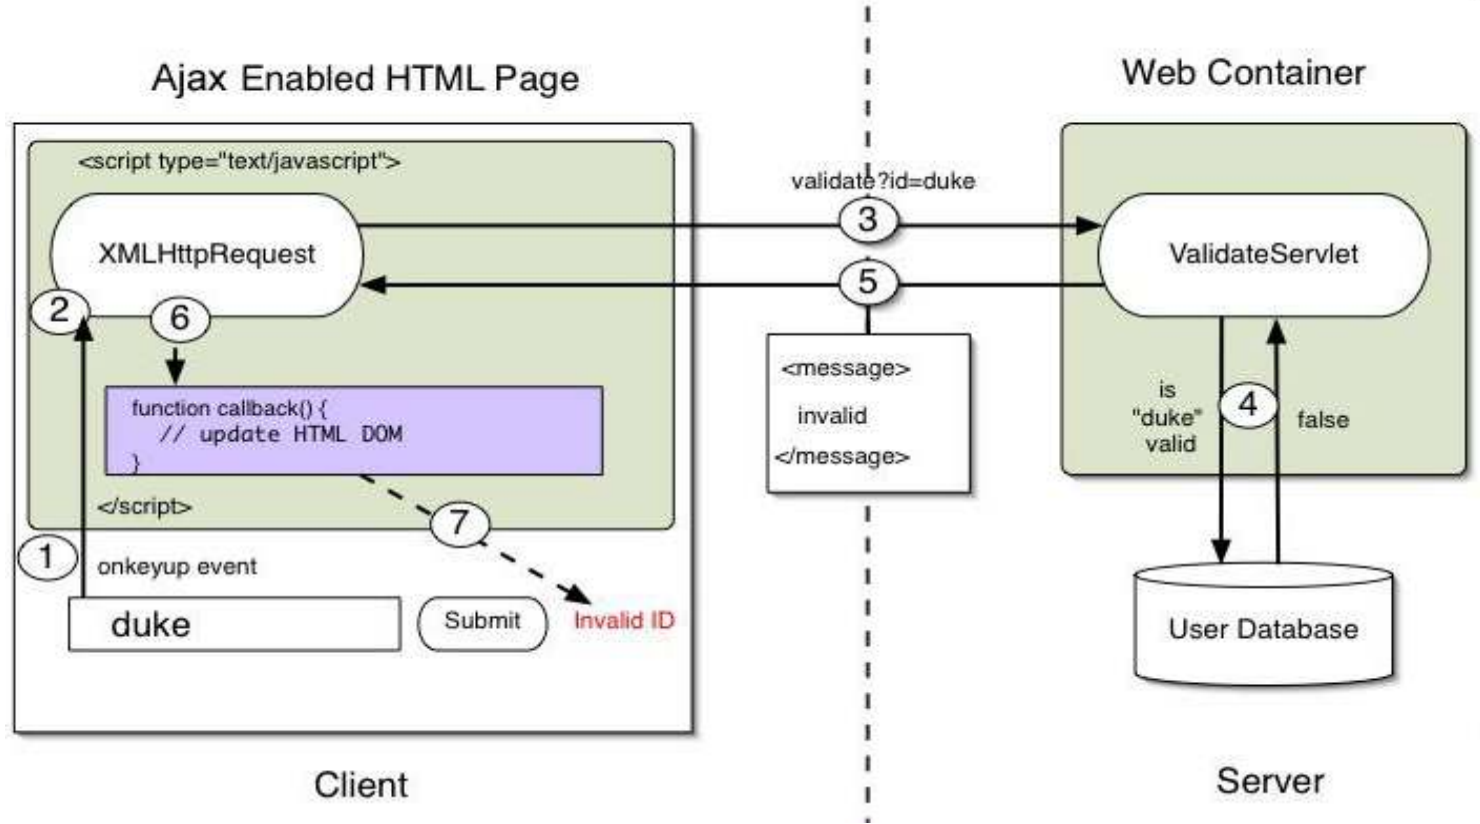 Ajax Enabled HTML Page
Web Container
<script type="text/javascript">
validate?id=duke
3
XMLHttpRequest
ValidateServlet
5
2
6
<message>
invalid
</message>
is
"duke"
valid
4
false
function callback() {
// update HTML DOM
}
</script>
7
1
onkeyup event
duke
Submit
Invalid ID
User Database
Client
Server